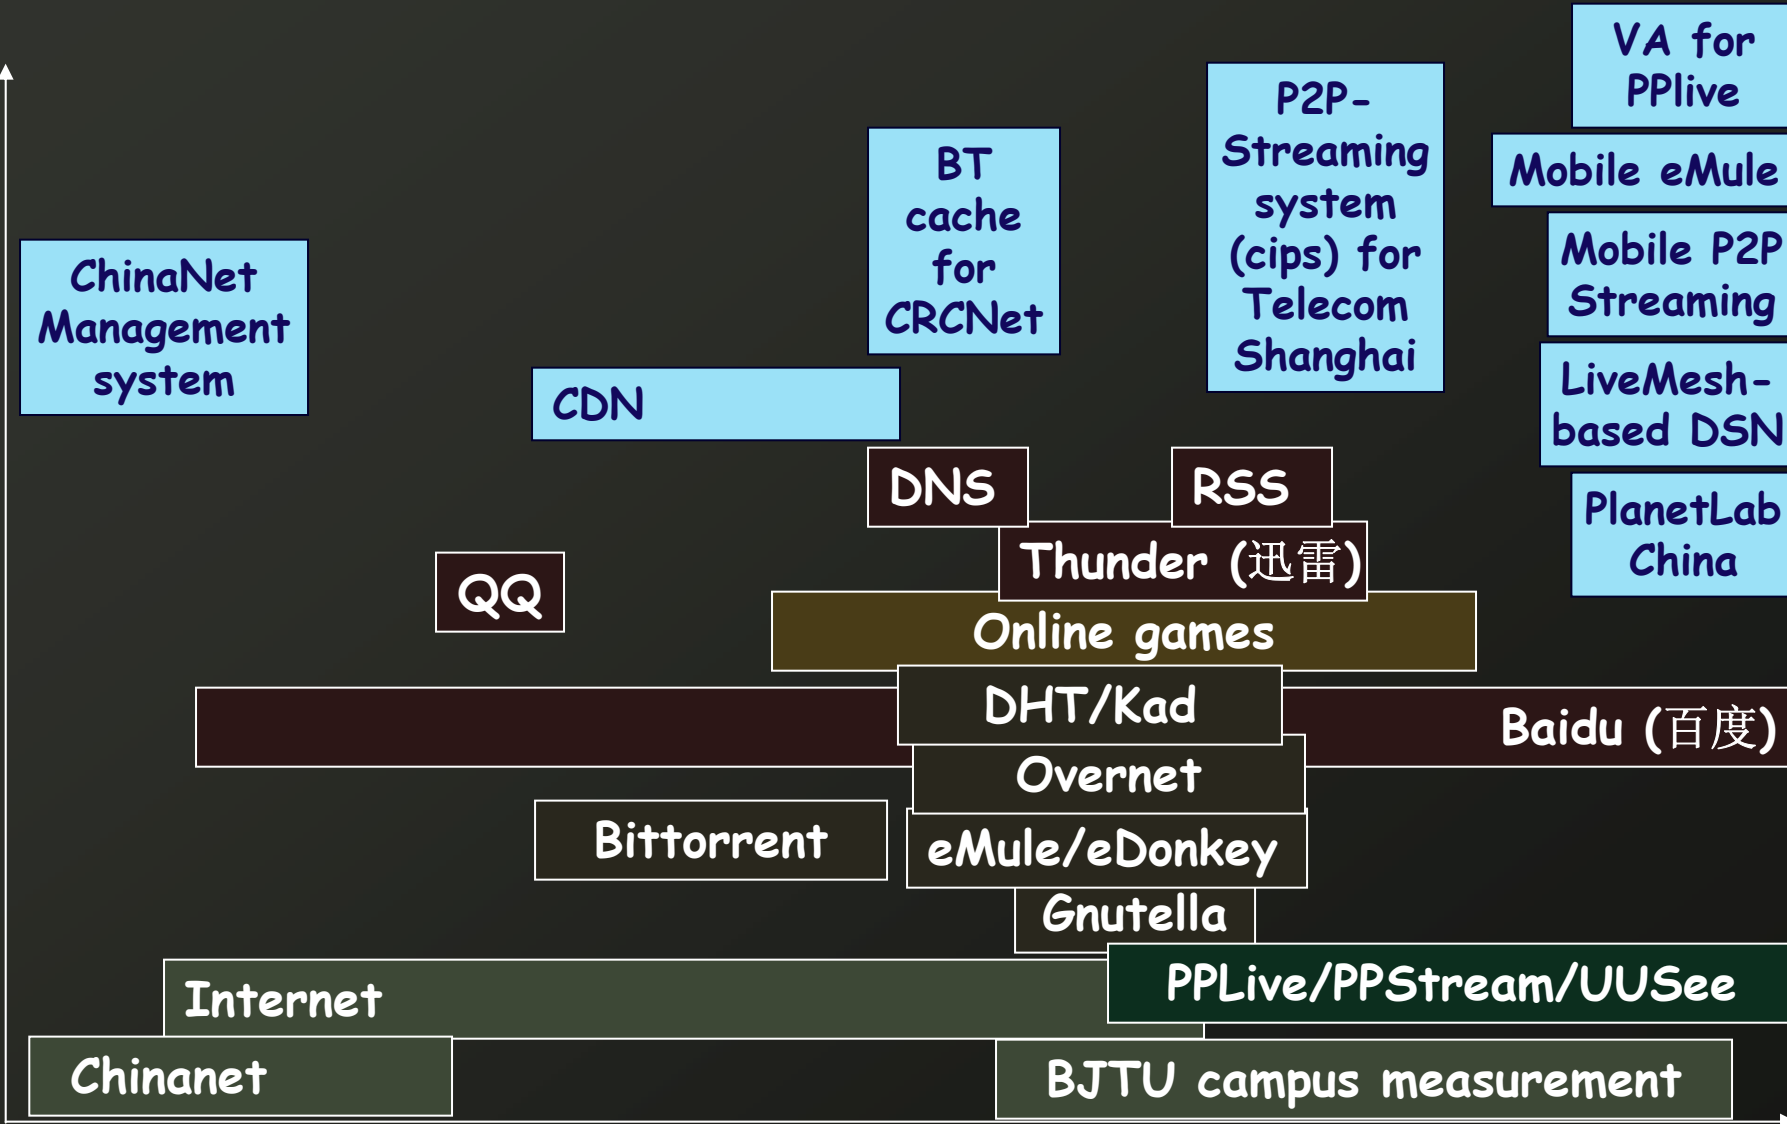 VA for
PPlive
P2P-
Streaming
system
(cips) for
Telecom
Shanghai
BT
cache
for
CRCNet
Mobile eMule
Mobile P2P
Streaming
ChinaNet
Management
system
LiveMesh-
based DSN
CDN
DNS
RSS
PlanetLab
China
Thunder (迅雷)
QQ
Online games
DHT/Kad
Baidu (百度)
Overnet
Bittorrent
eMule/eDonkey
Gnutella
PPLive/PPStream/UUSee
Internet
Chinanet
BJTU campus measurement